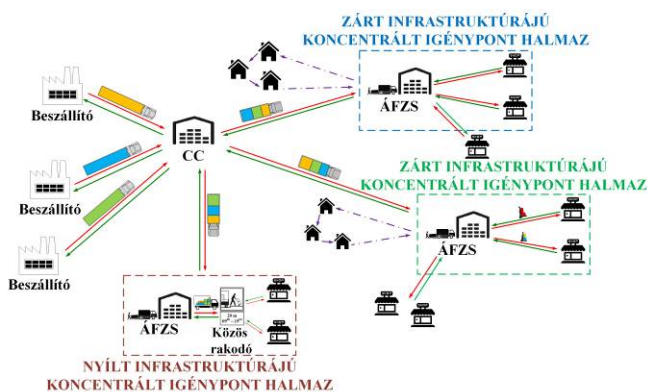 ZÁRT INFRASTRUKTÚRÁJÚ
KONCENTRÁLT IGÉNYPONT HALMAZ
ÁFZS
Beszállító
CC
Beszállító
ZÁRT INFRASTRUKTÚRÁJÚ
KONCENTRÁLT IGÉNYPONT HALMAZ
ÁFZS
Beszállító
ÁFZS
Közös
rakodó
NYÍLT INFRASTRUKTÚRÁJÚ
KONCENTRÁLT IGÉNYPONT HALMAZ